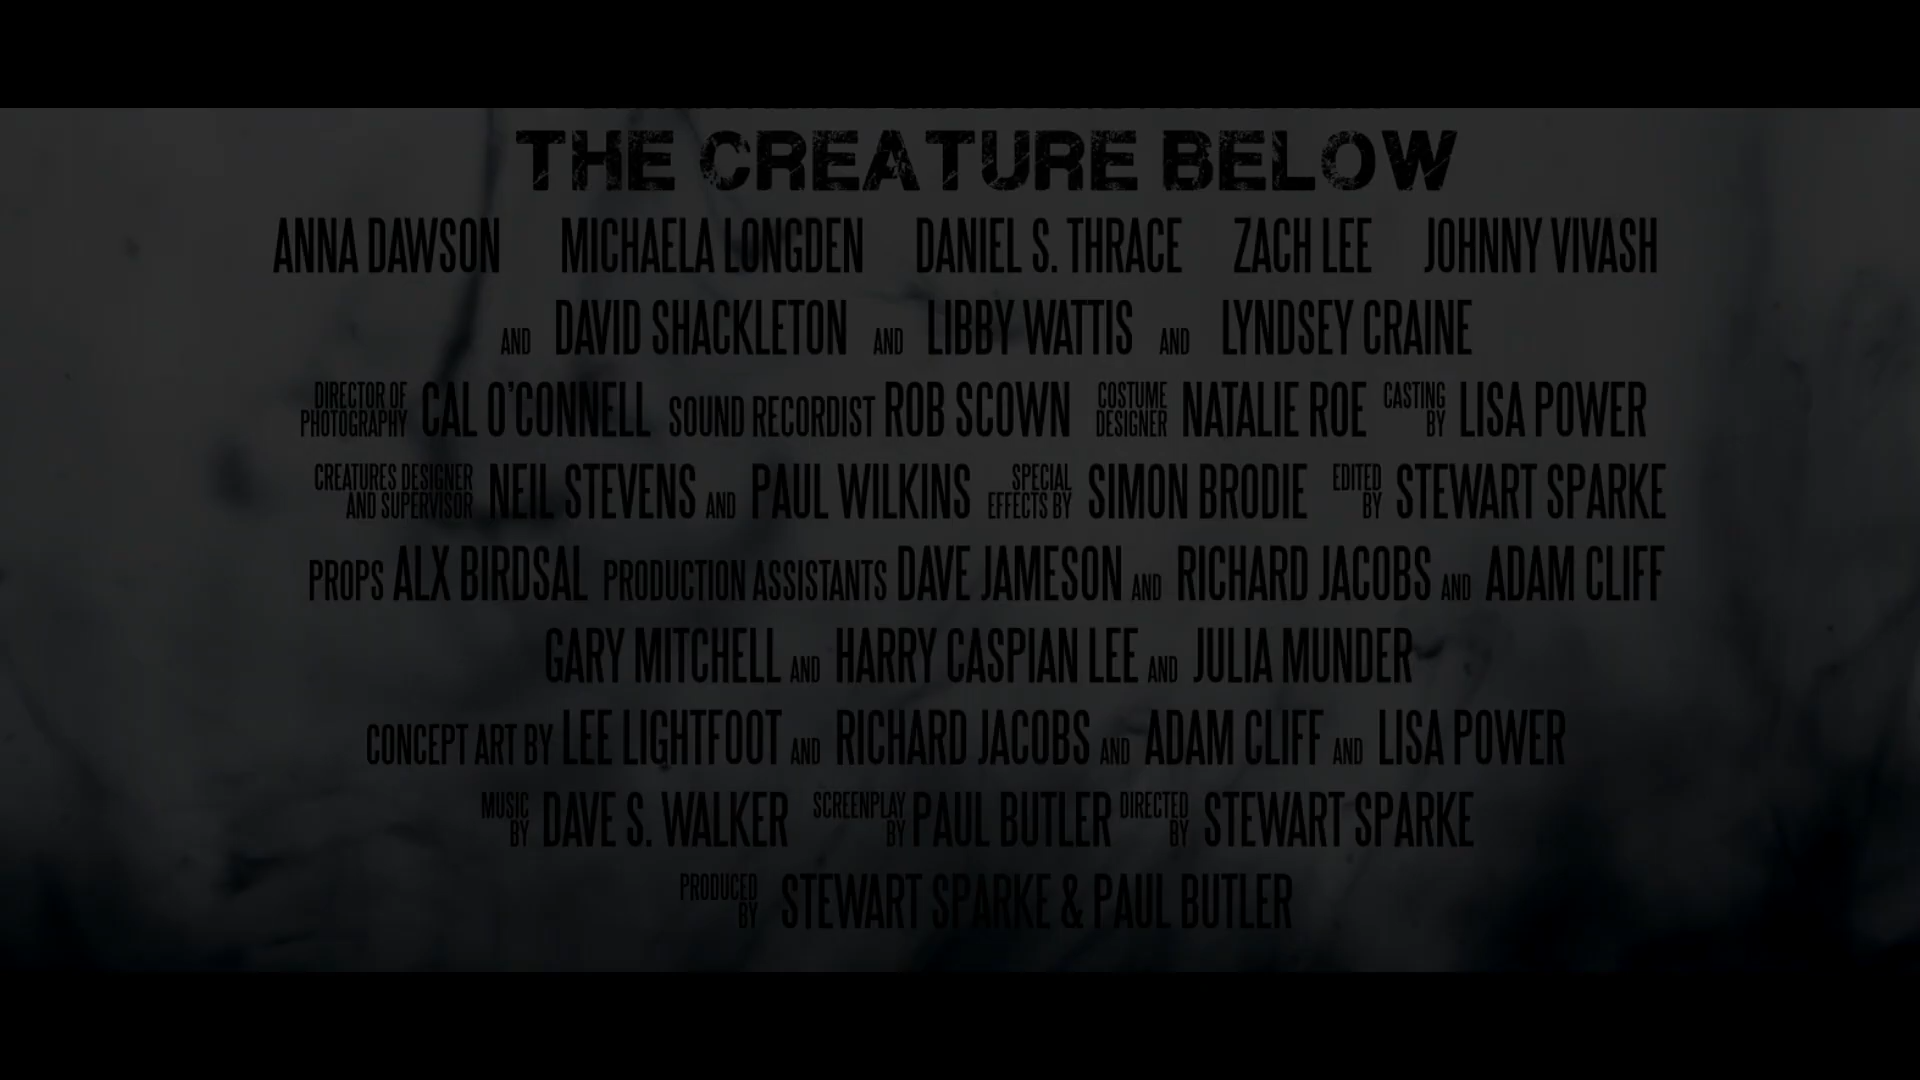 THE CREATURE BELOW
ANNA DAWSON MICHAELA LONGDEN DANIEL S. THRACE ZACH LEE JOHNNY VIVASH
AND DAVID SHACKLETON AND LIBBY WATTIS AND LYNDSEY CRAINE
DIRECTOR OF PHOTOGRAPHY CAL O'CONNELL SOUND RECORDIST ROB SCOWN COSTUME DESIGNER NATALIE ROE CASTING BY LISA POWER
CREATURES DESIGNER AND SUPERVISOR NEIL STEVENS AND PAUL WILKINS SPECIAL EFFECTS BY SIMON BRODIE EDITED BY STEWART SPARKE
PROPS ALX BIRDSAL PRODUCTION ASSISTANTS DAVE JAMESON AND RICHARD JACOBS AND ADAM CLIFF
GARY MITCHELL AND HARRY CASPIAN LEE AND JULIA MUNDER
CONCEPT ART BY LEE LIGHTFOOT AND RICHARD JACOBS AND ADAM CLIFF AND LISA POWER
MUSIC BY DAVE S. WALKER SCREENPLAY BY PAUL BUTLER DIRECTED BY STEWART SPARKE
PRODUCED BY STEWART SPARKE & PAUL BUTLER